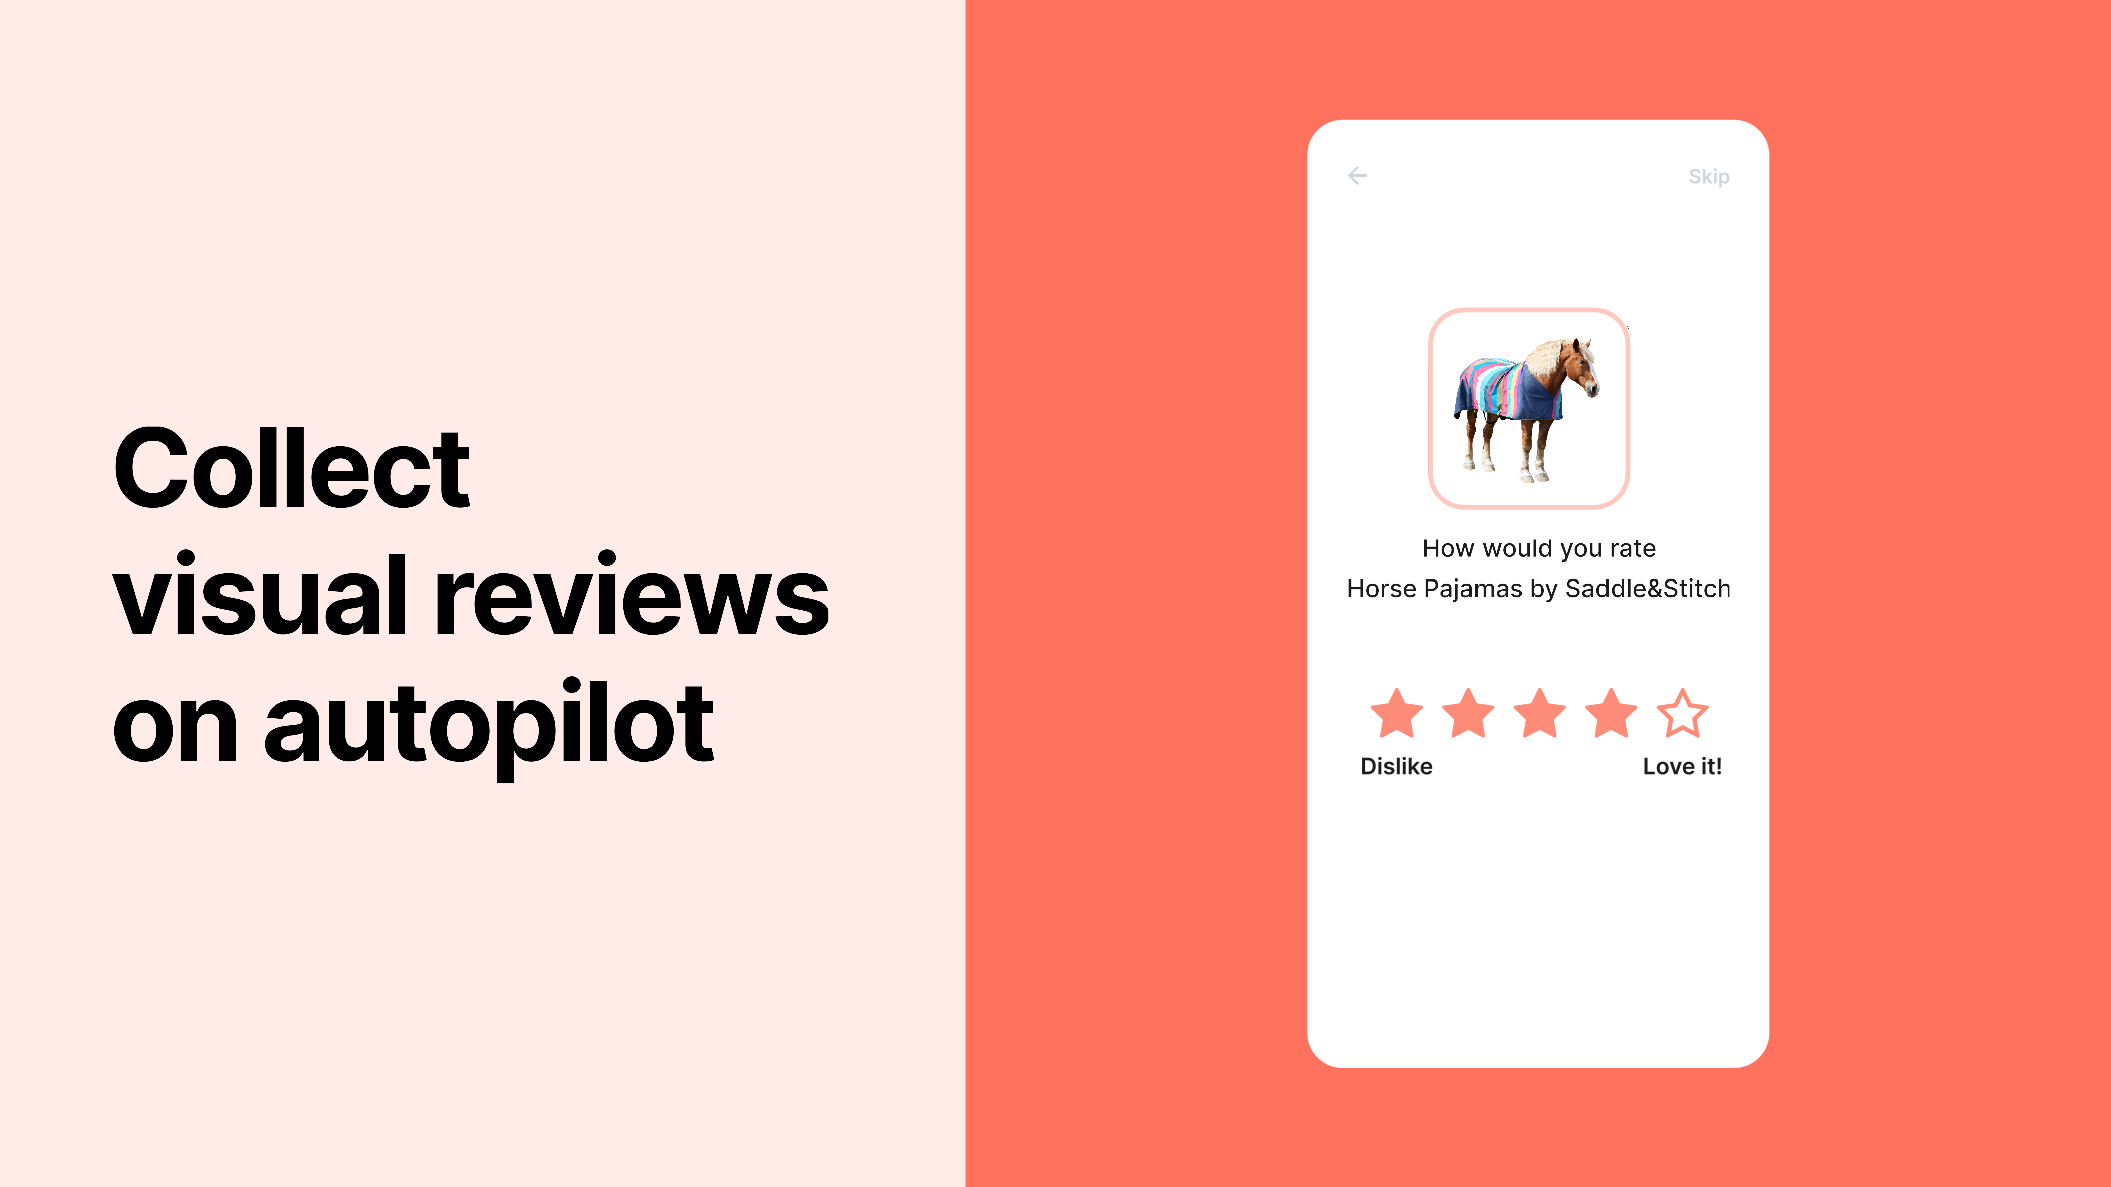 Collect
visual reviews
on autopilot
Skip
How would you rate
Horse Pajamas by Saddle&Stitch
Dislike
Love it!